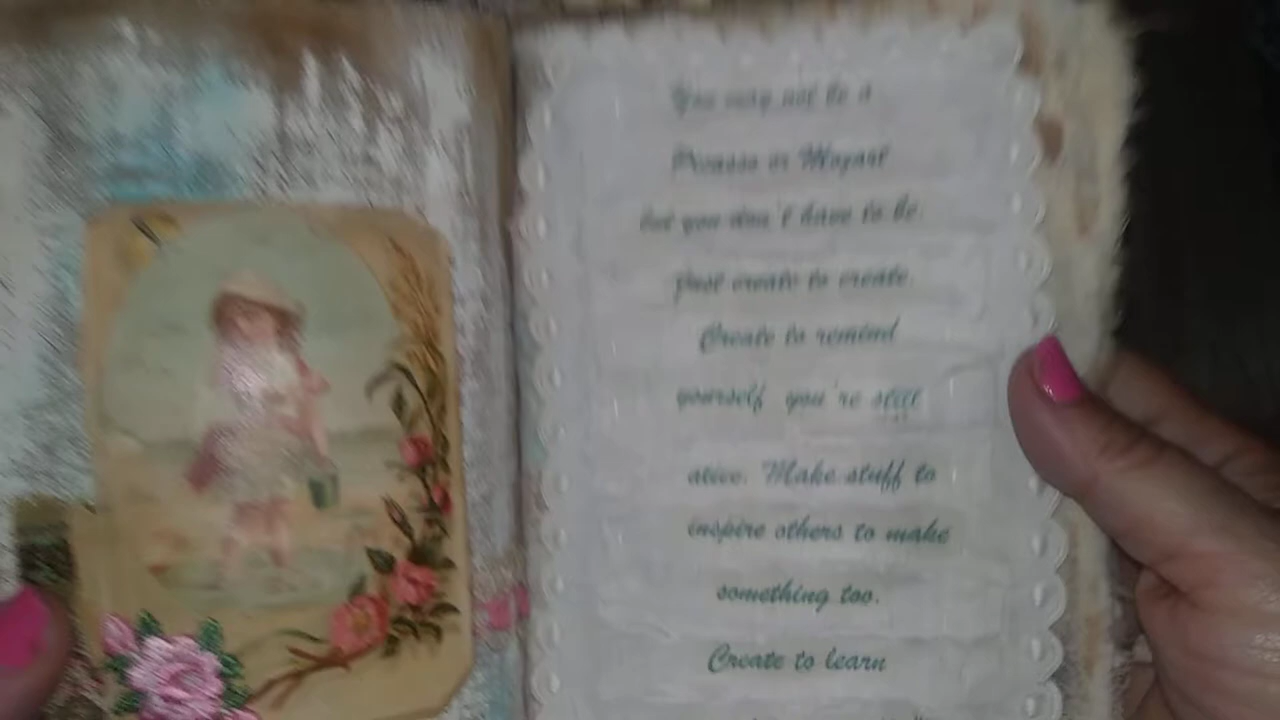 You may not be a
Picasso or Mozart
but you don't have to be.
Just create to create.
Create to remind
yourself you're still
alive. Make stuff to
inspire others to make
something too.
Create to learn